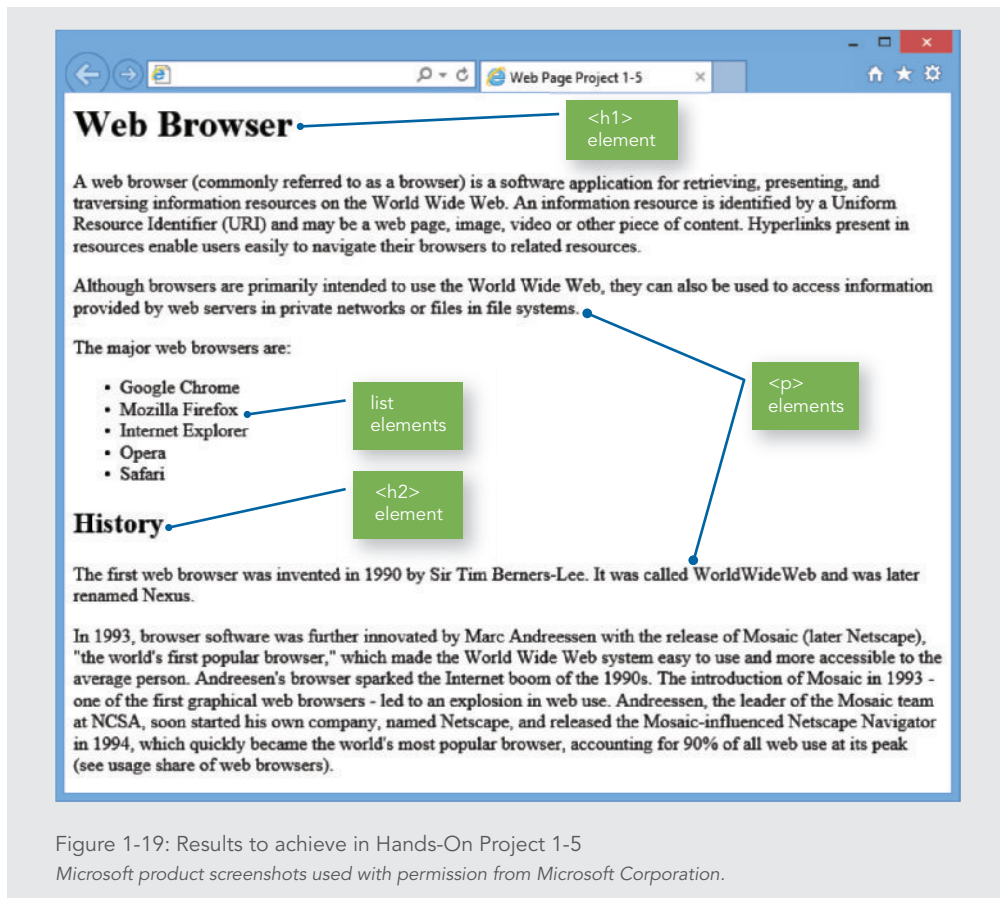 Web Page Project 1-5
Web Browser
<h1>
element
A web browser (commonly referred to as a browser) is a software application for retrieving, presenting, and
traversing information resources on the World Wide Web. An information resource is identified by a Uniform
Resource Identifier (URI) and may be a web page, image, video or other piece of content. Hyperlinks present in
resources enable users easily to navigate their browsers to related resources.
Although browsers are primarily intended to use the World Wide Web, they can also be used to access information
provided by web servers in private networks or files in file systems.
The major web browsers are:
• Google Chrome
• Mozilla Firefox
• Internet Explorer
• Opera
• Safari
list
elements
<p>
elements
<h2>
element
History
The first web browser was invented in 1990 by Sir Tim Berners-Lee. It was called WorldWideWeb and was later
renamed Nexus.
In 1993, browser software was further innovated by Marc Andreessen with the release of Mosaic (later Netscape),
"the world's first popular browser," which made the World Wide Web system easy to use and more accessible to the
average person. Andreesen's browser sparked the Internet boom of the 1990s. The introduction of Mosaic in 1993 -
one of the first graphical web browsers - led to an explosion in web use. Andreessen, the leader of the Mosaic team
at NCSA, soon started his own company, named Netscape, and released the Mosaic-influenced Netscape Navigator
in 1994, which quickly became the world's most popular browser, accounting for 90% of all web use at its peak
(see usage share of web browsers).
Figure 1-19: Results to achieve in Hands-On Project 1-5
Microsoft product screenshots used with permission from Microsoft Corporation.